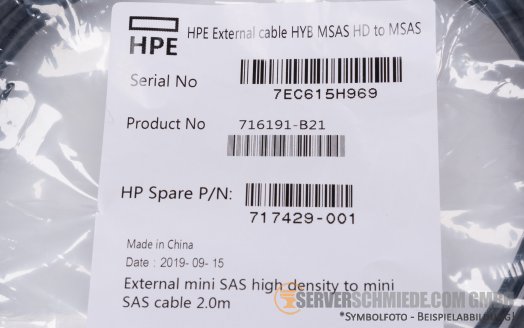 HPE
HPE External cable HYB MSAS HD to MSAS
Serial No
7EC615H969
Product No 716191-B21
HP Spare P/N:
717429-001
Made in China
Date : 2019- 09- 15
External mini SAS high density to mini
SAS cable 2.0m
SERVERSCHMIEDE.COM GMBH
*SYMBOLFOTO - BEISPIELABBILDUNG!